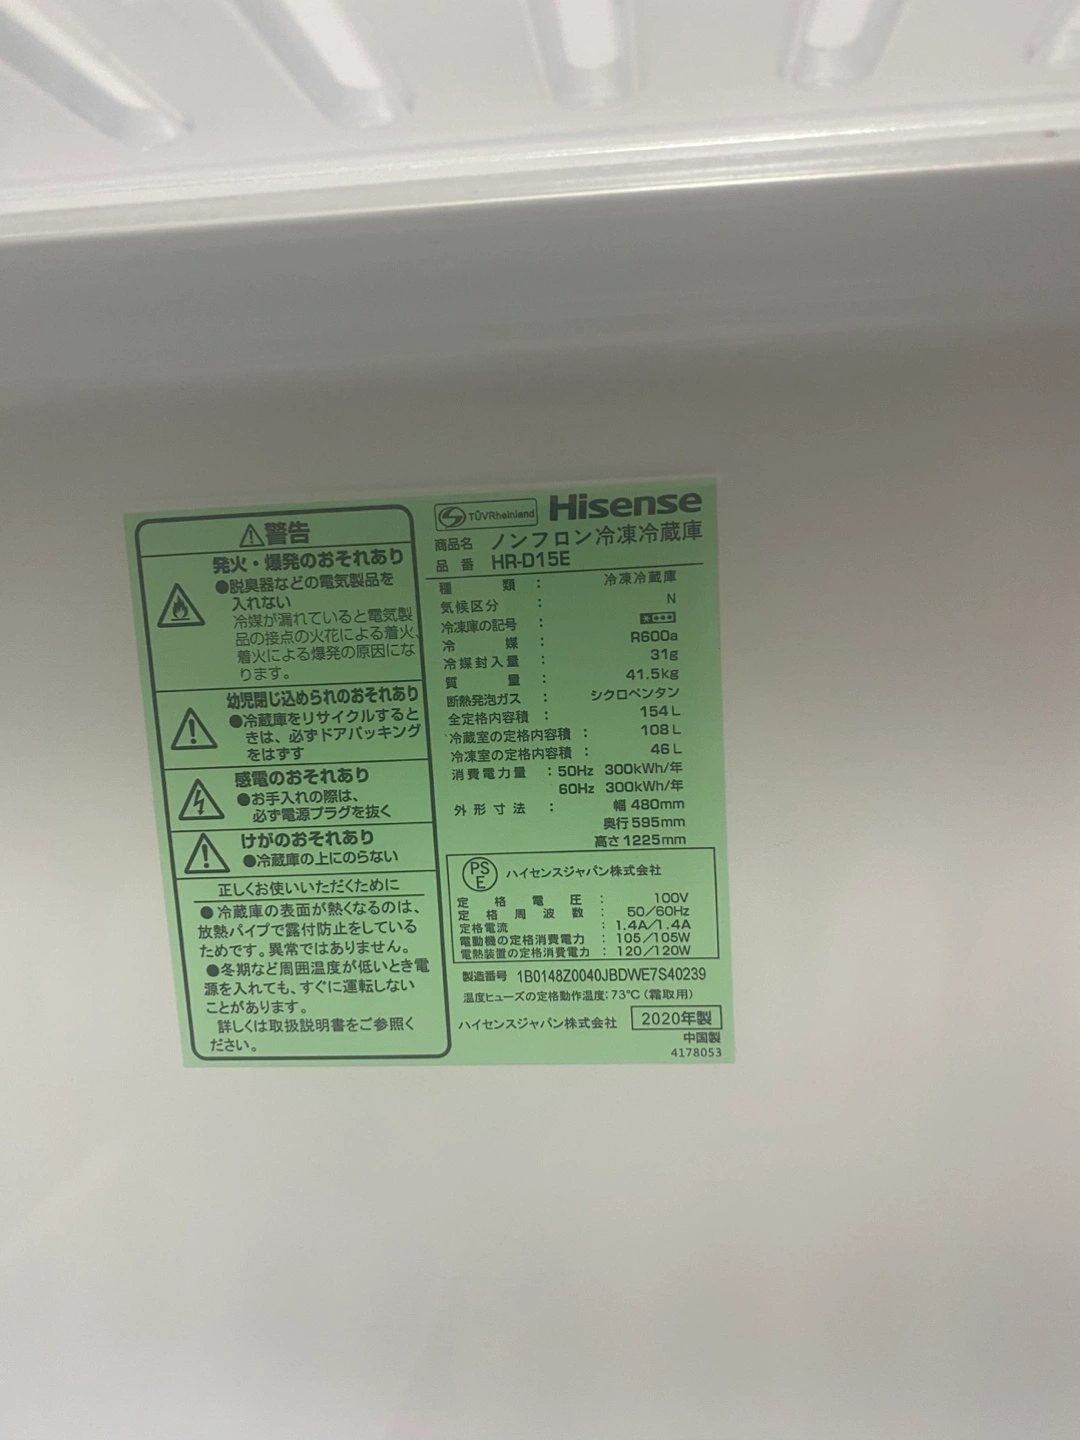 警告
発火・爆発のおそれあり
●脱臭器などの電気製品を
入れない
冷媒が漏れていると電気製
品の接点の火花による着火、
着火による爆発の原因にな
ります。
幼児閉じ込められのおそれあり
●冷蔵庫をリサイクルすると
きは、必ずドアパッキング
をはずす
感電のおそれあり
●お手入れの際は、
必ず電源プラグを抜く
けがのおそれあり
●冷蔵庫の上にのらない
正しくお使いいただくために
●冷蔵庫の表面が熱くなるのは、
放熱パイプで露付防止をしている
ためです。異常ではありません。
●冬期など周囲温度が低いとき電
源を入れても、すぐに運転しない
ことがあります。
詳しくは取扱説明書をご参照く
ださい。
TÜVRheinland Hisense
商品名 ノンフロン冷凍冷蔵庫
品番 HR-D15E
種類 : 冷凍冷蔵庫
気候区分 : N
冷凍庫の記号 :
冷媒 : R600a
冷媒封入量 : 31g
質量 : 41.5kg
断熱発泡ガス : シクロペンタン
全定格内容積 : 154L
冷蔵室の定格内容積 : 108L
冷凍室の定格内容積 : 46L
消費電力量 : 50Hz 300kWh/年
60Hz 300kWh/年
外形寸法 : 幅 480mm
奥行 595mm
高さ 1225mm
PSE ハイセンスジャパン株式会社
定格電圧 : 100V
定格周波数 : 50/60Hz
定格電流 : 1.4A/1.4A
電動機の定格消費電力 : 105/105W
電熱装置の定格消費電力 : 120/120W
製造番号 1B0148Z0040JBDWE7S40239
温度ヒューズの定格動作温度:73℃(霜取用)
ハイセンスジャパン株式会社 2020年製
中国製
4178053